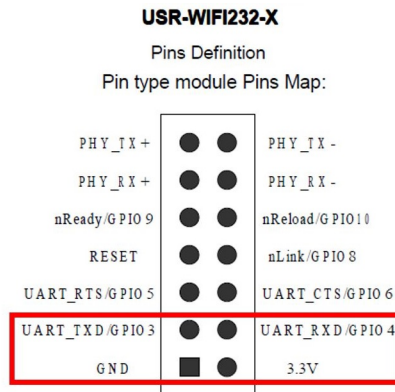 USR-WIFI232-X
Pins Definition
Pin type module Pins Map:
PHY_TX+ PHY_TX-
PHY_RX+ PHY_RX-
nReady/GPIO9 nReload/GPIO10
RESET nLink/GPIO8
UART_RTS/GPIO5 UART_CTS/GPIO6
UART_TXD/GPIO3 UART_RXD/GPIO4
GND 3.3V